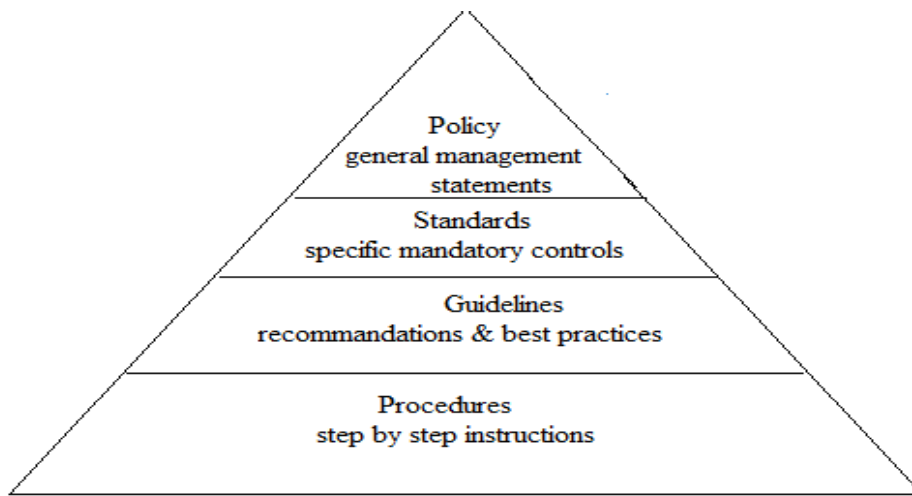 Policy
general management
statements
Standards
specific mandatory controls
Guidelines
recommandations & best practices
Procedures
step by step instructions